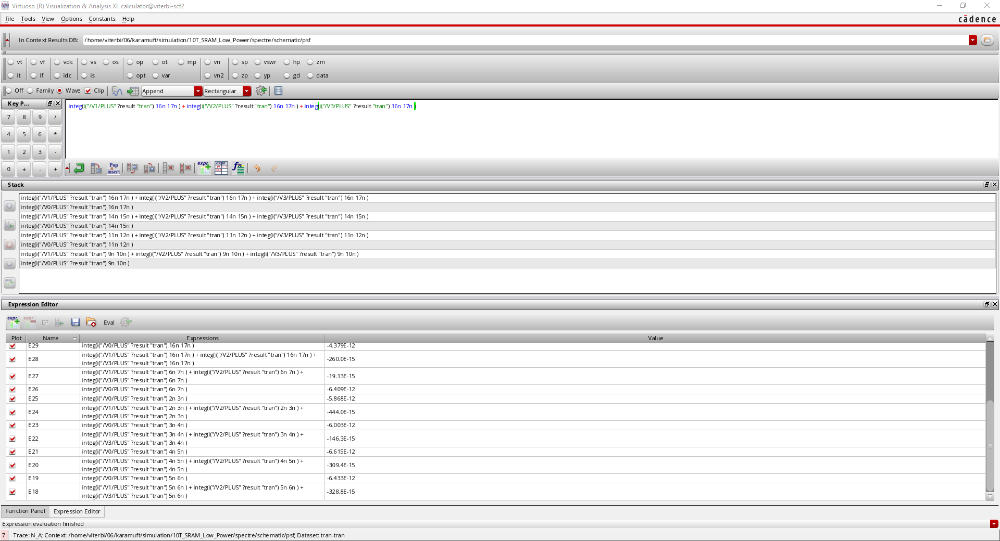 Virtuoso (R) Visualization & Analysis XL calculator@viterbi-scf2
File Tools View Options Constants Help
cādence
In Context Results DB: /home/viterbi/06/karamuft/simulation/10T_SRAM_Low_Power/spectre/schematic/psf
vt vf vdc vs os op ot mp vn sp vswr hp zm
it if idc is opt var vn2 zp yp gd data
Off Family Wave Clip Append Rectangular
Key P...
integ(i("/V1/PLUS" ?result "tran") 16n 17n ) + integ(i("/V2/PLUS" ?result "tran") 16n 17n ) + integ(i("/V3/PLUS" ?result "tran") 16n 17n )
7 8 9 /
4 5 6 *
1 2 3 -
0 ± . +
Pop & insert expr expr fn
Stack
integ(i("/V1/PLUS" ?result "tran") 16n 17n ) + integ(i("/V2/PLUS" ?result "tran") 16n 17n ) + integ(i("/V3/PLUS" ?result "tran") 16n 17n )
integ(i("/V0/PLUS" ?result "tran") 16n 17n )
integ(i("/V1/PLUS" ?result "tran") 14n 15n ) + integ(i("/V2/PLUS" ?result "tran") 14n 15n ) + integ(i("/V3/PLUS" ?result "tran") 14n 15n )
integ(i("/V0/PLUS" ?result "tran") 14n 15n )
integ(i("/V1/PLUS" ?result "tran") 11n 12n ) + integ(i("/V2/PLUS" ?result "tran") 11n 12n ) + integ(i("/V3/PLUS" ?result "tran") 11n 12n )
integ(i("/V0/PLUS" ?result "tran") 11n 12n )
integ(i("/V1/PLUS" ?result "tran") 9n 10n ) + integ(i("/V2/PLUS" ?result "tran") 9n 10n ) + integ(i("/V3/PLUS" ?result "tran") 9n 10n )
integ(i("/V0/PLUS" ?result "tran") 9n 10n )
Expression Editor
expr expr EP Eval
Plot Name Expressions Value
E29 integ(i("/V0/PLUS" ?result "tran") 16n 17n ) -4.379E-12
E28 integ(i("/V1/PLUS" ?result "tran") 16n 17n ) + integ(i("/V2/PLUS" ?result "tran") 16n 17n ) +
integ(i("/V3/PLUS" ?result "tran") 16n 17n ) -260.0E-15
E27 integ(i("/V1/PLUS" ?result "tran") 6n 7n ) + integ(i("/V2/PLUS" ?result "tran") 6n 7n ) +
integ(i("/V3/PLUS" ?result "tran") 6n 7n ) -19.13E-15
E26 integ(i("/V0/PLUS" ?result "tran") 6n 7n ) -6.409E-12
E25 integ(i("/V0/PLUS" ?result "tran") 2n 3n ) -5.868E-12
E24 integ(i("/V1/PLUS" ?result "tran") 2n 3n ) + integ(i("/V2/PLUS" ?result "tran") 2n 3n ) +
integ(i("/V3/PLUS" ?result "tran") 2n 3n ) -444.0E-15
E23 integ(i("/V0/PLUS" ?result "tran") 3n 4n ) -6.003E-12
E22 integ(i("/V1/PLUS" ?result "tran") 3n 4n ) + integ(i("/V2/PLUS" ?result "tran") 3n 4n ) +
integ(i("/V3/PLUS" ?result "tran") 3n 4n ) -146.3E-15
E21 integ(i("/V0/PLUS" ?result "tran") 4n 5n ) -6.615E-12
E20 integ(i("/V1/PLUS" ?result "tran") 4n 5n ) + integ(i("/V2/PLUS" ?result "tran") 4n 5n ) +
integ(i("/V3/PLUS" ?result "tran") 4n 5n ) -309.4E-15
E19 integ(i("/V0/PLUS" ?result "tran") 5n 6n ) -6.433E-12
E18 integ(i("/V1/PLUS" ?result "tran") 5n 6n ) + integ(i("/V2/PLUS" ?result "tran") 5n 6n ) +
integ(i("/V3/PLUS" ?result "tran") 5n 6n ) -328.8E-15
Function Panel Expression Editor
Expression evaluation finished
7 Trace: N_A; Context: /home/viterbi/06/karamuft/simulation/10T_SRAM_Low_Power/spectre/schematic/psf; Dataset: tran-tran